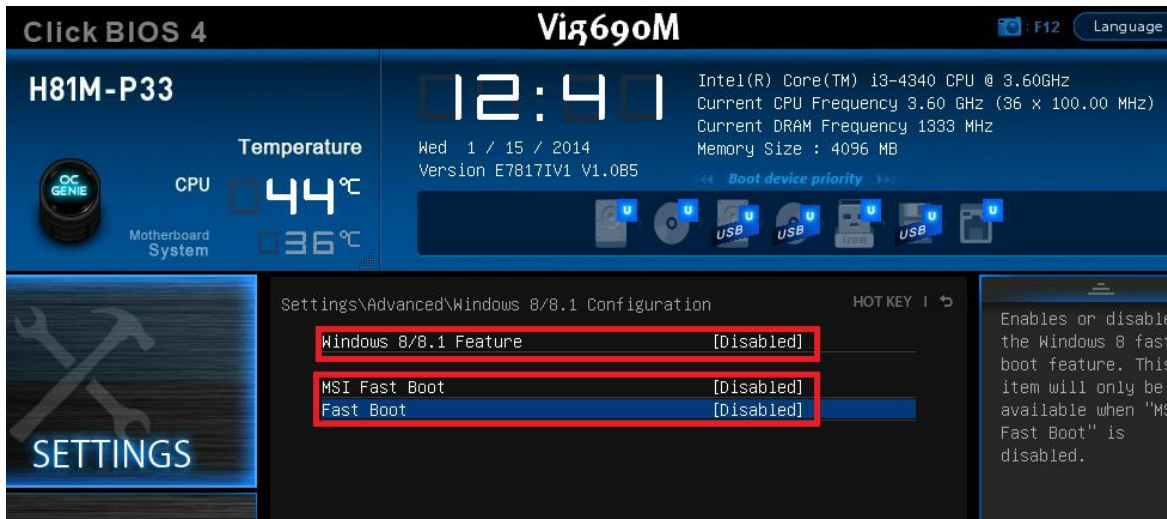 Click BIOS 4
Vig690M
: F12
Language
H81M-P33
12:41
Intel(R) Core(TM) i3-4340 CPU @ 3.60GHz
Current CPU Frequency 3.60 GHz (36 x 100.00 MHz)
Current DRAM Frequency 1333 MHz
Memory Size : 4096 MB
Wed 1 / 15 / 2014
Version E7817IV1 V1.0B5
Temperature
OC
GENIE
CPU
44°C
Motherboard
System
36°C
Boot device priority
U
U
U
USB
U
USB
U
USB
U
USB
U
SETTINGS
Settings\Advanced\Windows 8/8.1 Configuration
HOT KEY
Windows 8/8.1 Feature [Disabled]
MSI Fast Boot [Disabled]
Fast Boot [Disabled]
Enables or disable
the Windows 8 fast
boot feature. This
item will only be
available when "MS
Fast Boot" is
disabled.